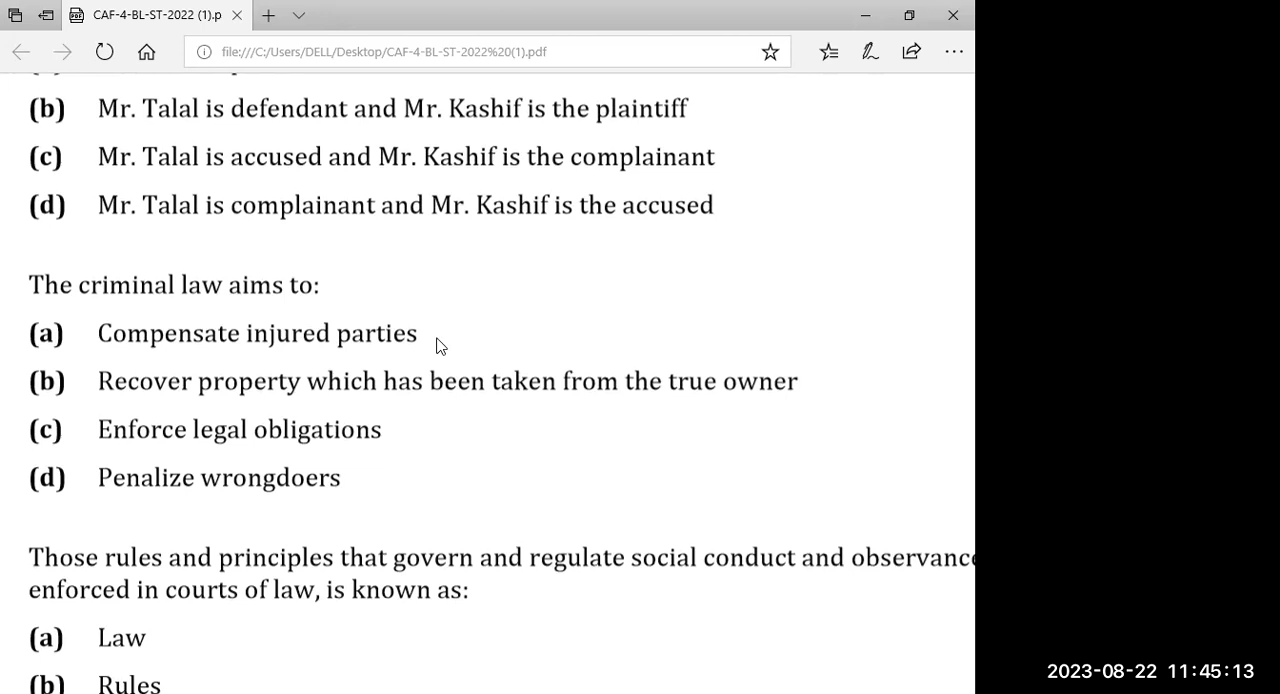 CAF-4-BL-ST-2022 (1).p
file:///C:/Users/DELL/Desktop/CAF-4-BL-ST-2022%20(1).pdf
(b) Mr. Talal is defendant and Mr. Kashif is the plaintiff
(c) Mr. Talal is accused and Mr. Kashif is the complainant
(d) Mr. Talal is complainant and Mr. Kashif is the accused
The criminal law aims to:
(a) Compensate injured parties
(b) Recover property which has been taken from the true owner
(c) Enforce legal obligations
(d) Penalize wrongdoers
Those rules and principles that govern and regulate social conduct and observanc
enforced in courts of law, is known as:
(a) Law
(b) Rules
2023-08-22 11:45:13